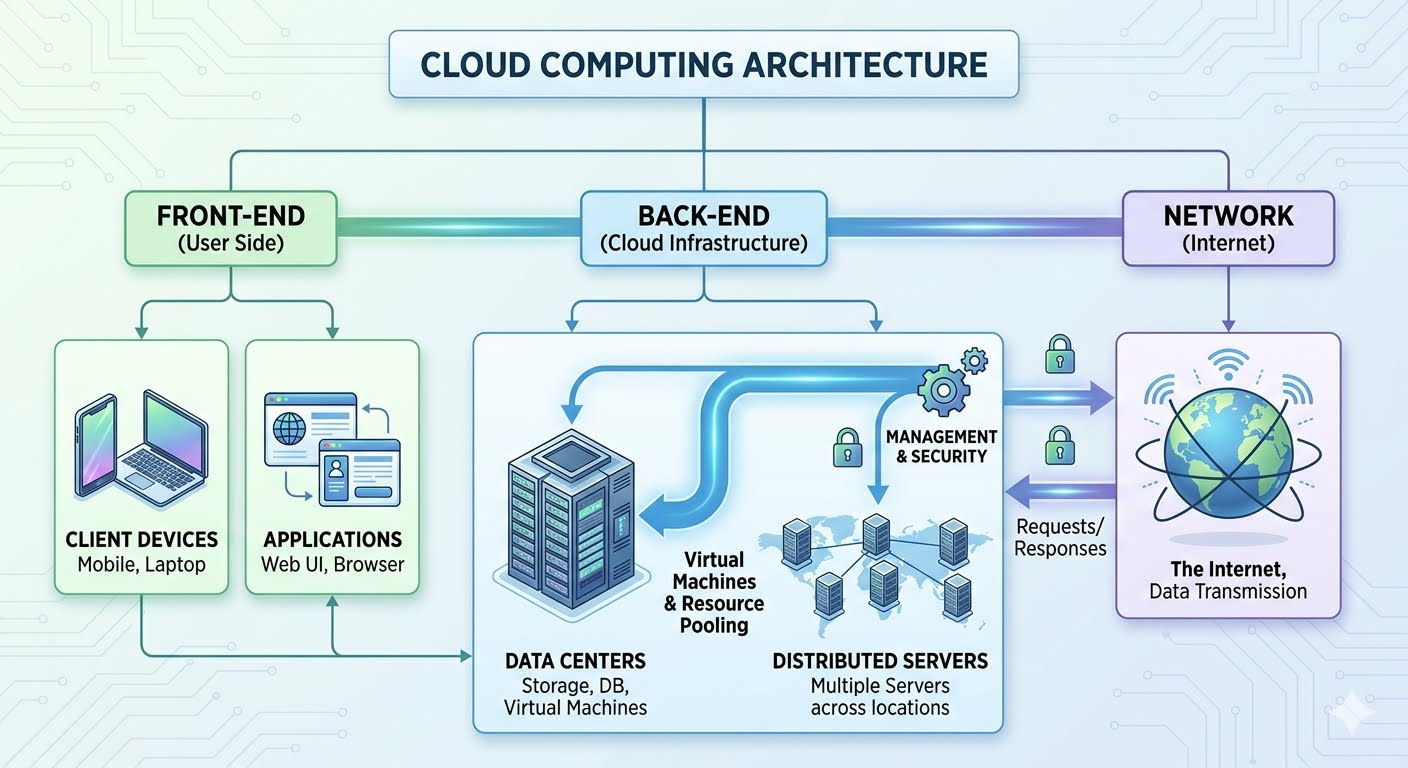 CLOUD COMPUTING ARCHITECTURE
FRONT-END
(User Side)
BACK-END
(Cloud Infrastructure)
NETWORK
(Internet)
CLIENT DEVICES
Mobile, Laptop
APPLICATIONS
Web UI, Browser
MANAGEMENT
& SECURITY
Virtual
Machines
& Resource
Pooling
DATA CENTERS
Storage, DB,
Virtual Machines
DISTRIBUTED SERVERS
Multiple Servers
across locations
Requests/
Responses
The Internet,
Data Transmission